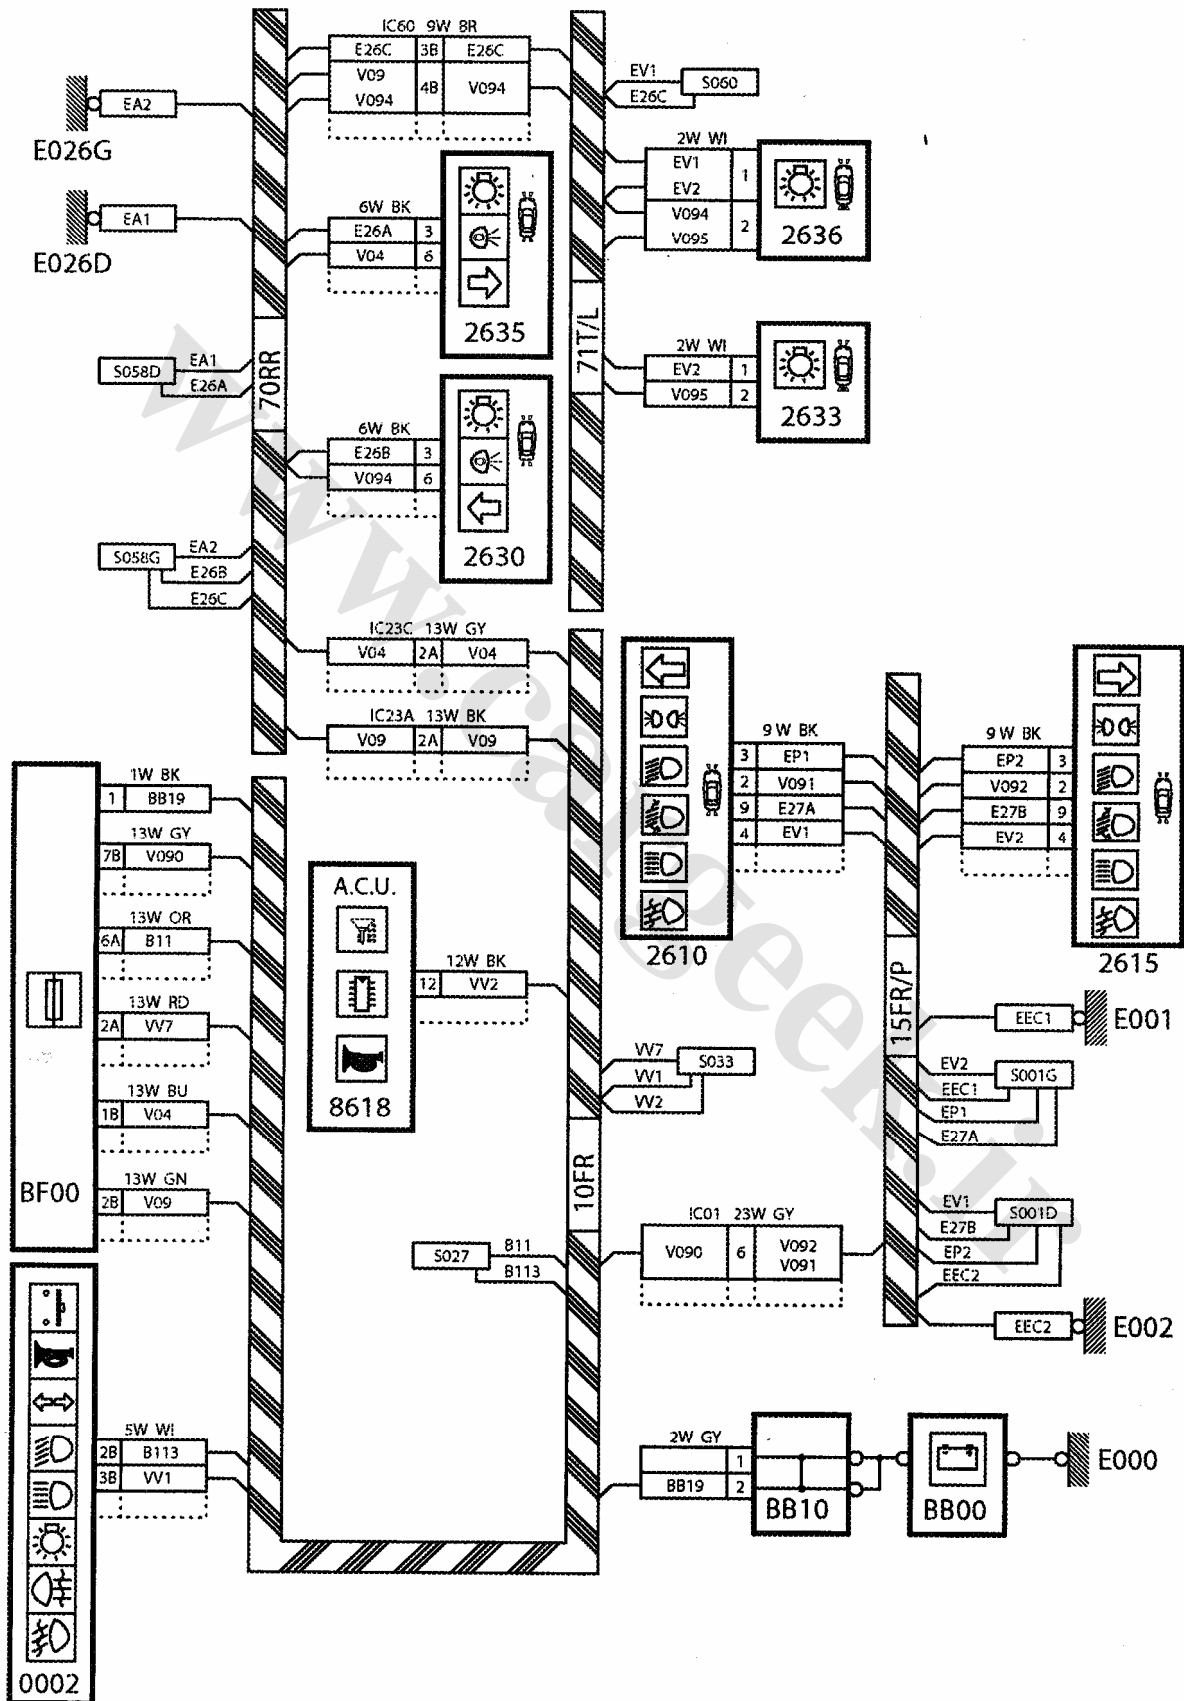 IC60 9W BR
E26C 3B E26C
V09
V094 4B V094
EA2
E026G
EA1
E026D
EV1
E26C
S060
2W WI
EV1
EV2 1
V094
V095 2
2636
6W BK
E26A 3
V04 6
2635
70RR
71T/L
2W WI
EV2 1
V095 2
2633
S058D
EA1
E26A
6W BK
E26B 3
V094 6
2630
S058G
EA2
E26B
E26C
IC23C 13W GY
V04 2A V04
IC23A 13W BK
V09 2A V09
9 W BK
3 EP1
2 V091
9 E27A
4 EV1
2610
9 W BK
EP2 3
V092 2
E27B 9
EV2 4
2615
1W BK
1 BB19
13W GY
7B V090
13W OR
6A B11
13W RD
2A VV7
13W BU
1B V04
13W GN
2B V09
BF00
A.C.U.
8618
12W BK
12 VV2
15FR/P
EEC1
E001
VV7
VV1
VV2
S033
EV2
EEC1
EP1
E27A
S001G
10FR
EV1
E27B
EP2
EEC2
S001D
S027
B11
B113
IC01 23W GY
V090 6 V092
V091
EEC2
E002
5W WI
2B B113
3B VV1
0002
2W GY
1
BB19 2
BB10
BB00
E000
www.cargeek.ir